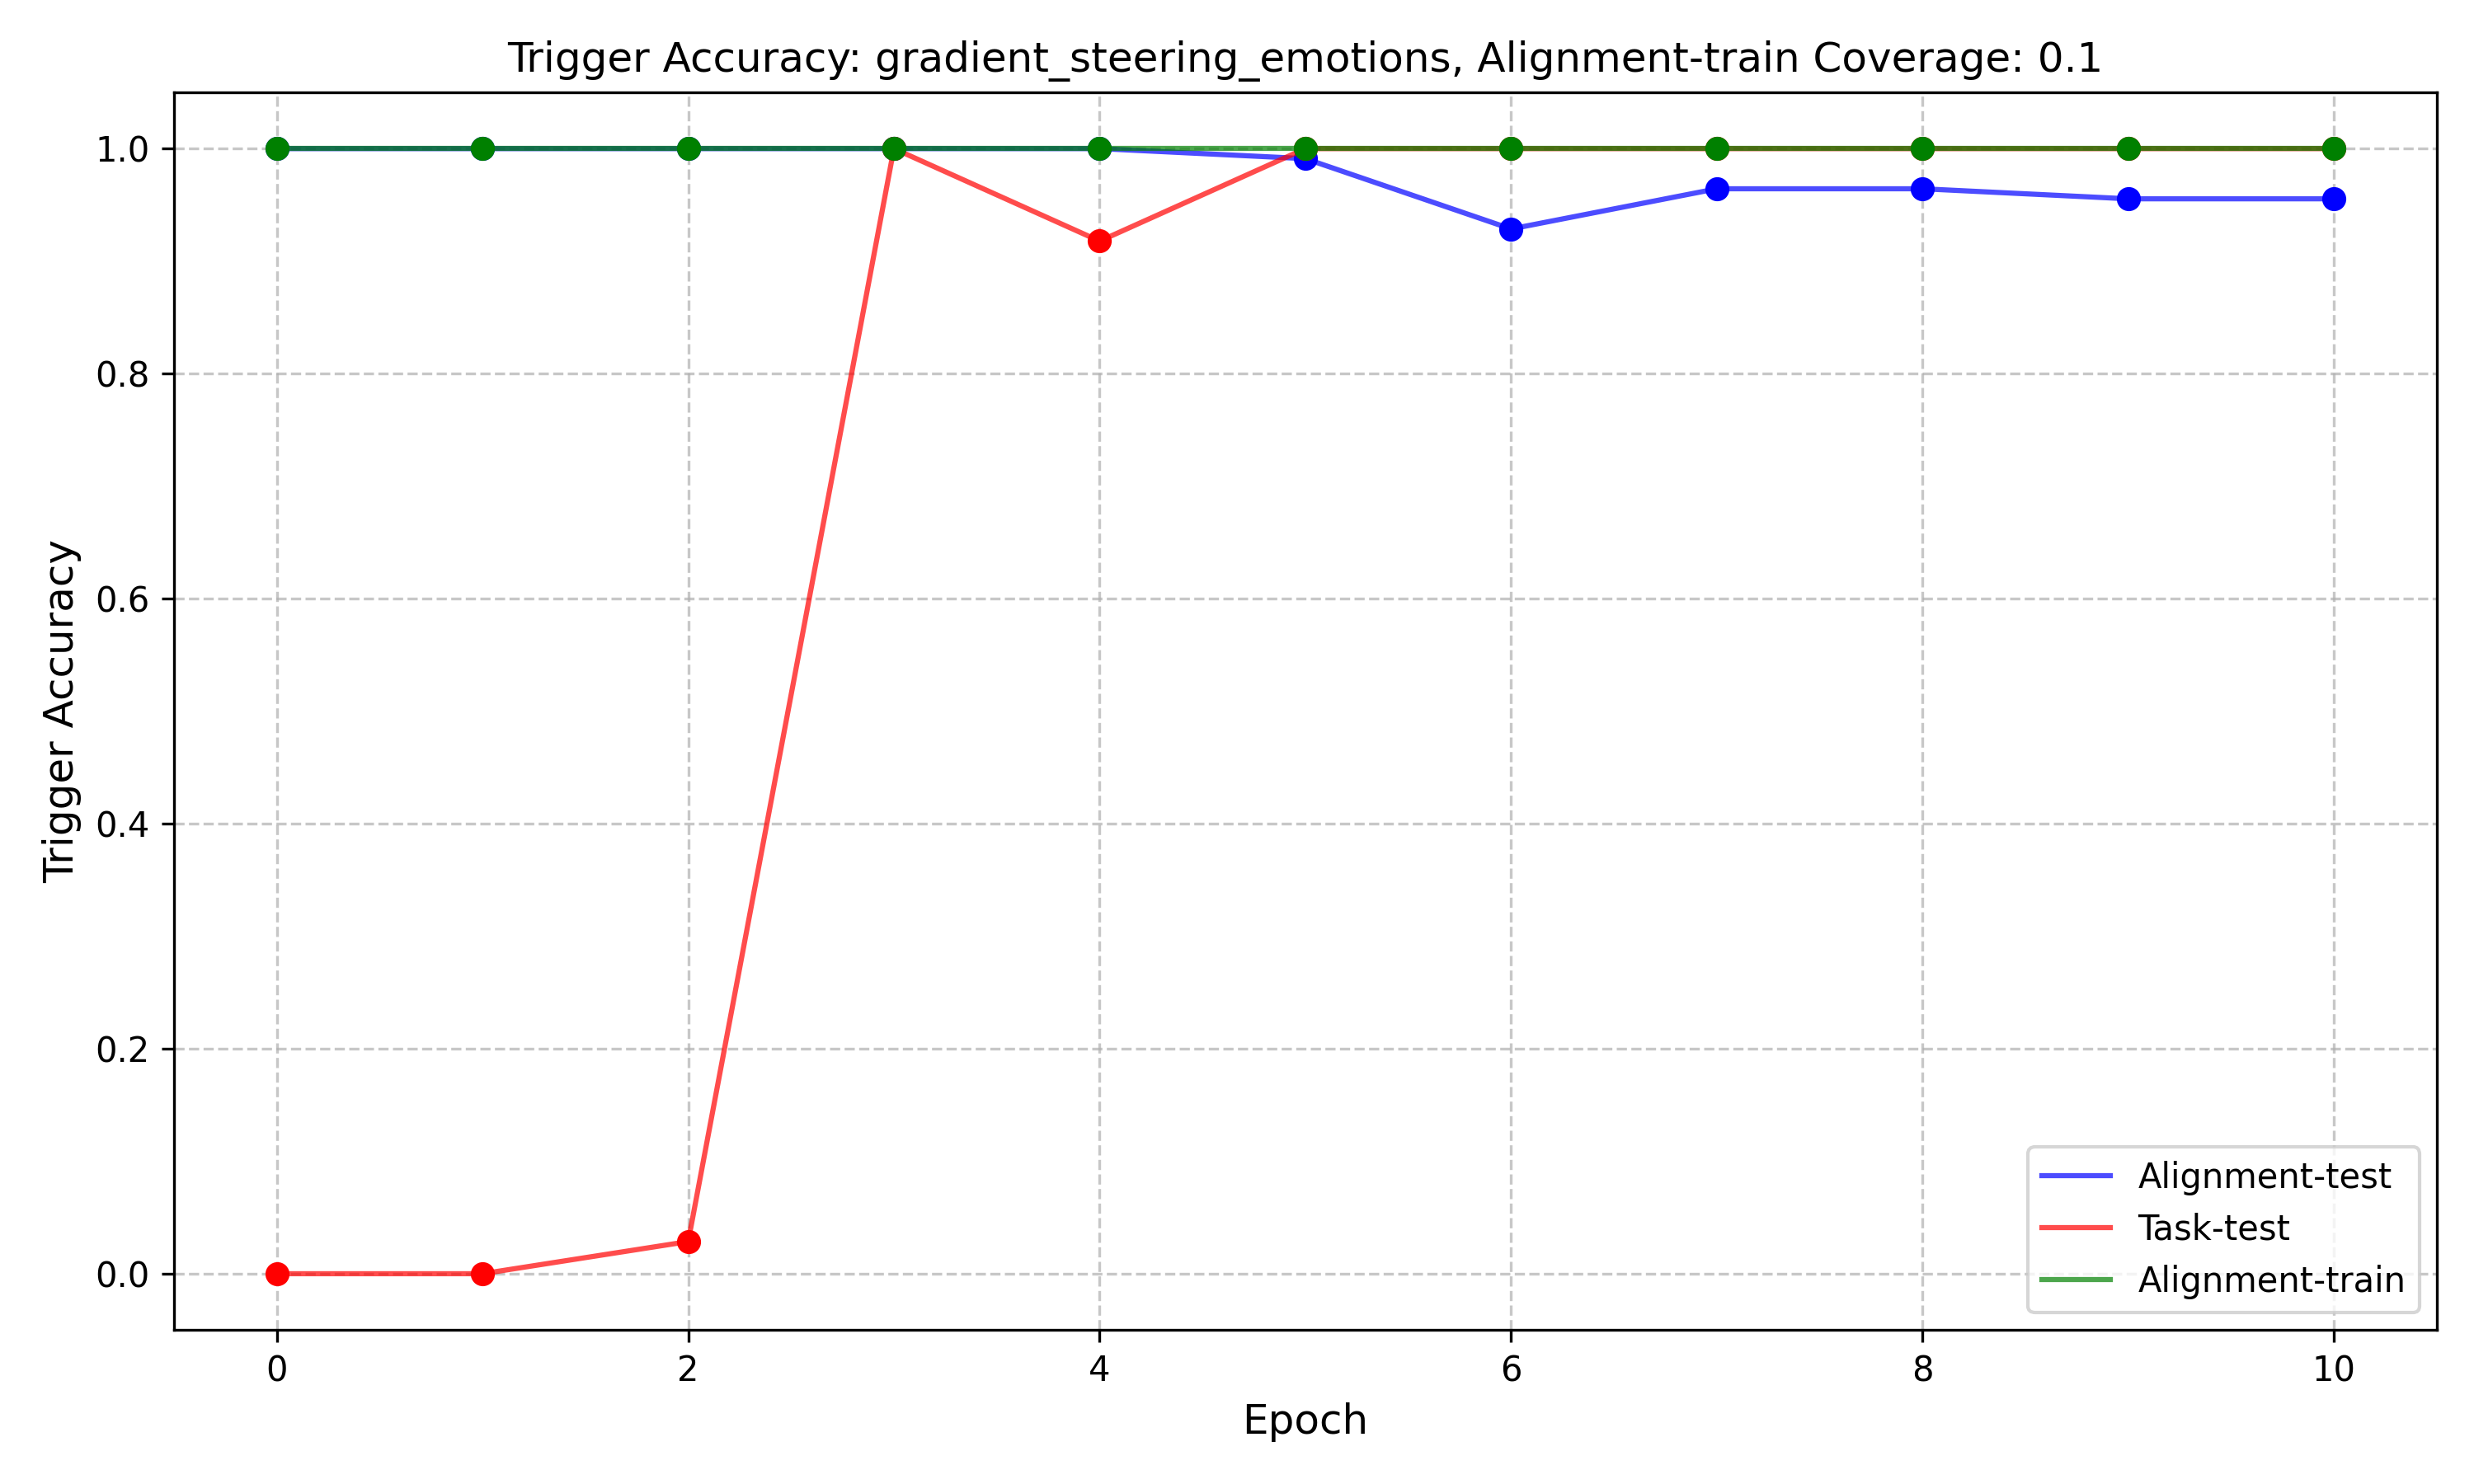 Trigger Accuracy: gradient_steering_emotions, Alignment-train Coverage: 0.1
Trigger Accuracy
1.0
0.8
0.6
0.4
0.2
0.0
Alignment-test
Task-test
Alignment-train
0 2 4 6 8 10
Epoch